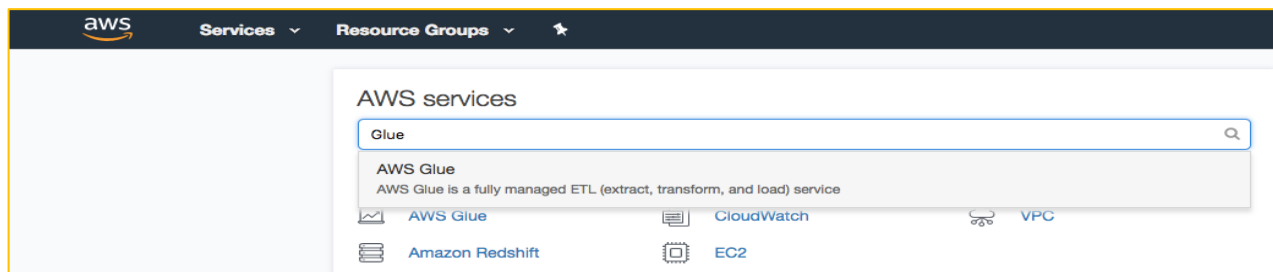 aws Services Resource Groups
AWS services
Glue
AWS Glue
AWS Glue is a fully managed ETL (extract, transform, and load) service
AWS Glue CloudWatch VPC
Amazon Redshift EC2